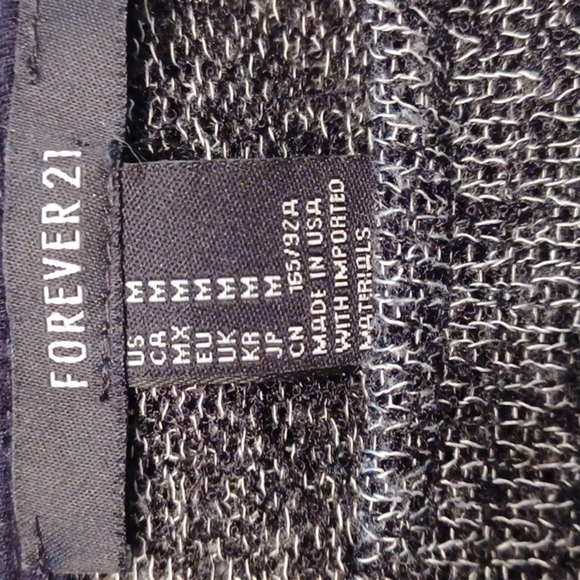 FOREVER 21
US M
CA M
MX M
EU M
UK M
KR M
JP M
CN 165/92A
MADE IN USA
WITH IMPORTED
MATERIALS